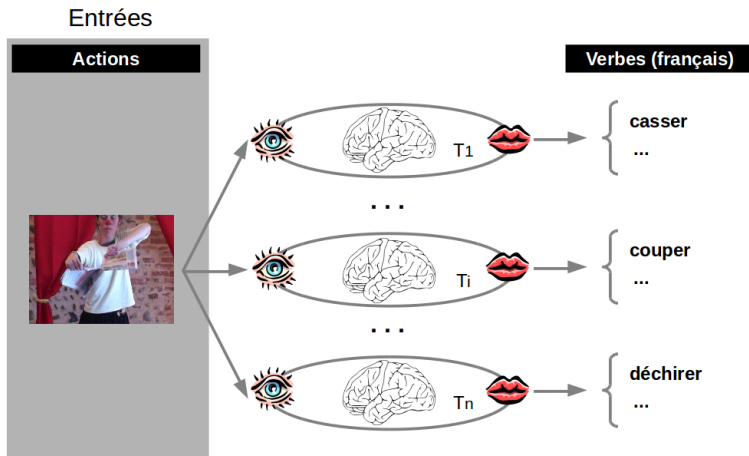 Entrées
Actions
Verbes (français)
T1
casser
...
...
Ti
couper
...
...
Tn
déchirer
...